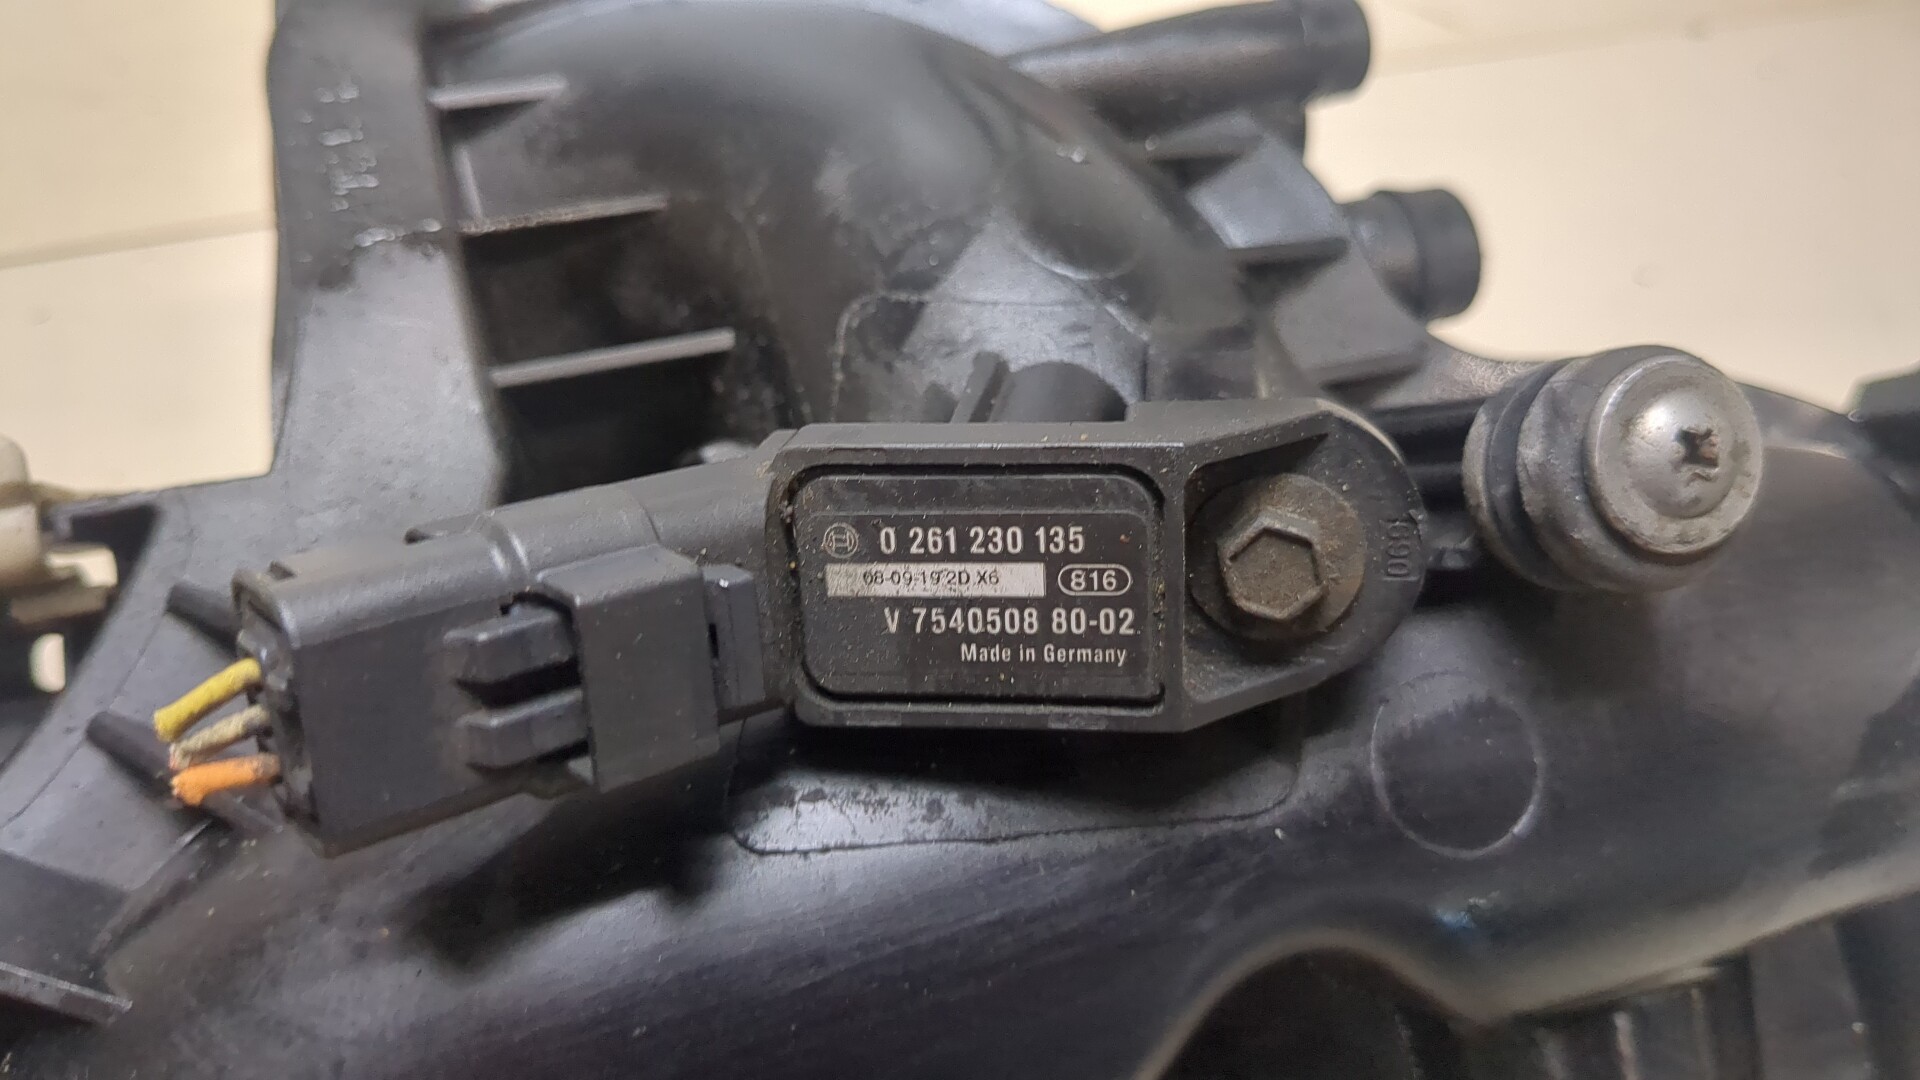 0 261 230 135
08-09-19 2D X6 816
V 7540508 80-02
Made in Germany